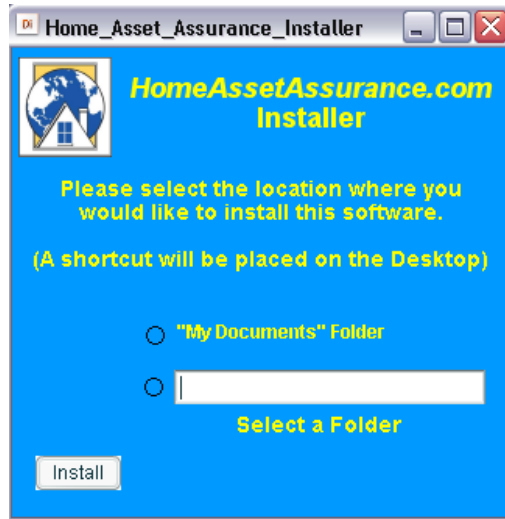 Di Home_Asset_Assurance_Installer
HomeAssetAssurance.com
Installer
Please select the location where you
would like to install this software.
(A shortcut will be placed on the Desktop)
"My Documents" Folder
Select a Folder
Install